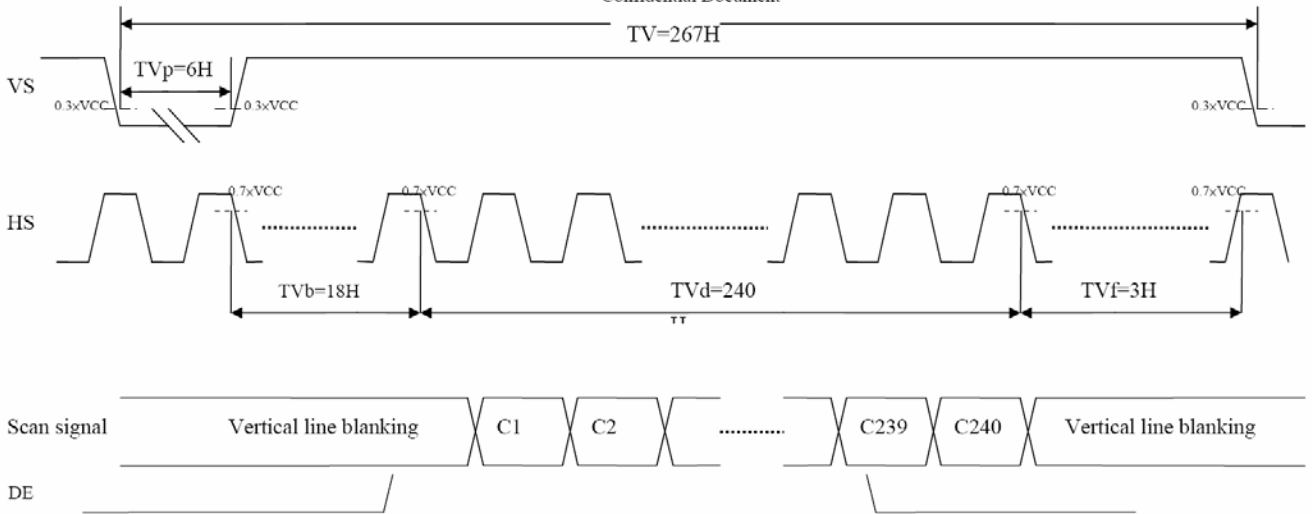 Confidential Document
TV=267H
TVp=6H
VS
0.3xVCC
0.3xVCC
0.3xVCC
0.7xVCC
0.7xVCC
0.7xVCC
0.7xVCC
HS
TVb=18H
TVd=240
TVf=3H
Scan signal
Vertical line blanking
C1
C2
C239
C240
Vertical line blanking
DE